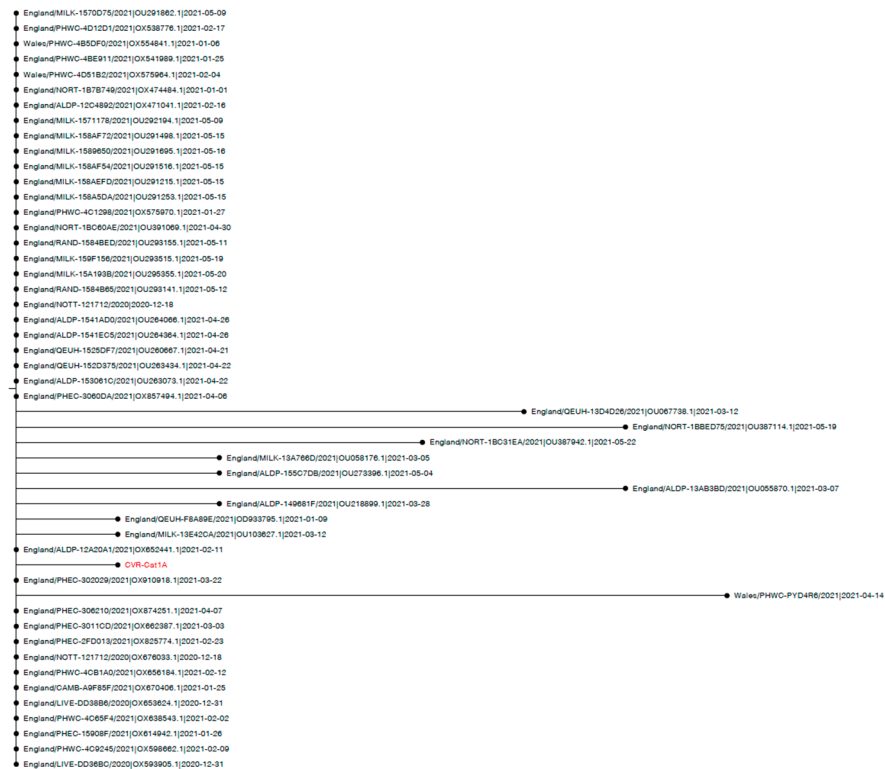 England/MILK-1570D75/2021|OU291862.1|2021-05-09
England/PHWC-4D12D1/2021|OX538776.1|2021-02-17
Wales/PHWC-4B5DF0/2021|OX554841.1|2021-01-06
England/PHWC-4BE911/2021|OX541989.1|2021-01-25
Wales/PHWC-4D51B2/2021|OX575964.1|2021-02-04
England/NORT-1B7B749/2021|OX474484.1|2021-01-01
England/ALDP-12C4892/2021|OX471041.1|2021-02-16
England/MILK-1571178/2021|OU292194.1|2021-05-09
England/MILK-158AF72/2021|OU291498.1|2021-05-15
England/MILK-1589650/2021|OU291695.1|2021-05-16
England/MILK-158AF54/2021|OU291516.1|2021-05-15
England/MILK-158AEFD/2021|OU291215.1|2021-05-15
England/MILK-158A5DA/2021|OU291253.1|2021-05-15
England/PHWC-4C1298/2021|OX575970.1|2021-01-27
England/NORT-1BC60AE/2021|OU391069.1|2021-04-30
England/RAND-1584BED/2021|OU293155.1|2021-05-11
England/MILK-159F156/2021|OU293515.1|2021-05-19
England/MILK-15A193B/2021|OU295355.1|2021-05-20
England/RAND-1584B65/2021|OU293141.1|2021-05-12
England/NOTT-121712/2020|2020-12-18
England/ALDP-1541AD0/2021|OU264066.1|2021-04-26
England/ALDP-1541EC5/2021|OU264364.1|2021-04-26
England/QEUH-1525DF7/2021|OU260667.1|2021-04-21
England/QEUH-152D375/2021|OU263434.1|2021-04-22
England/ALDP-153061C/2021|OU263073.1|2021-04-22
England/PHEC-3060DA/2021|OX857494.1|2021-04-06
England/QEUH-13D4D26/2021|OU067738.1|2021-03-12
England/NORT-1BBED75/2021|OU387114.1|2021-05-19
England/NORT-1BC31EA/2021|OU387942.1|2021-05-22
England/MILK-13A766D/2021|OU058176.1|2021-03-05
England/ALDP-155C7DB/2021|OU273396.1|2021-05-04
England/ALDP-13AB3BD/2021|OU055870.1|2021-03-07
England/ALDP-149681F/2021|OU218899.1|2021-03-28
England/QEUH-F8A89E/2021|OD933795.1|2021-01-09
England/MILK-13E42CA/2021|OU103627.1|2021-03-12
England/ALDP-12A20A1/2021|OX652441.1|2021-02-11
CVR-Cat1A
England/PHEC-302029/2021|OX910918.1|2021-03-22
Wales/PHWC-PYD4R6/2021|2021-04-14
England/PHEC-306210/2021|OX874251.1|2021-04-07
England/PHEC-3011CD/2021|OX662387.1|2021-03-03
England/PHEC-2FD013/2021|OX825774.1|2021-02-23
England/NOTT-121712/2020|OX676033.1|2020-12-18
England/PHWC-4CB1A0/2021|OX656184.1|2021-02-12
England/CAMB-A9F85F/2021|OX670406.1|2021-01-25
England/LIVE-DD38B6/2020|OX653624.1|2020-12-31
England/PHWC-4C65F4/2021|OX638543.1|2021-02-02
England/PHEC-15908F/2021|OX614942.1|2021-01-26
England/PHWC-4C9245/2021|OX598662.1|2021-02-09
England/LIVE-DD36BC/2020|OX593905.1|2020-12-31